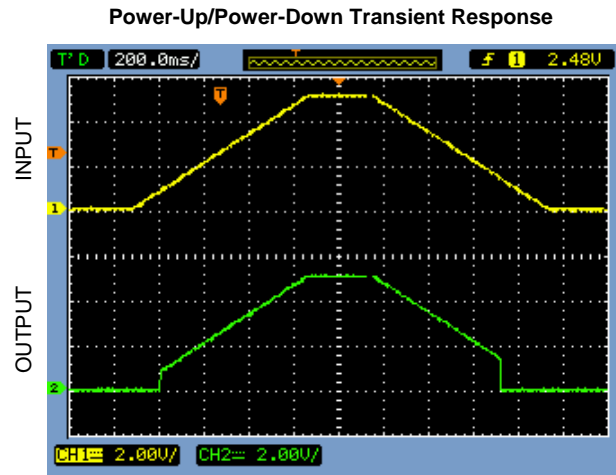 Power-Up/Power-Down Transient Response
T'D 200.0ms/ T 1 2.48V
T
INPUT
T
1
OUTPUT
2
CH1 2.00V/ CH2 2.00V/